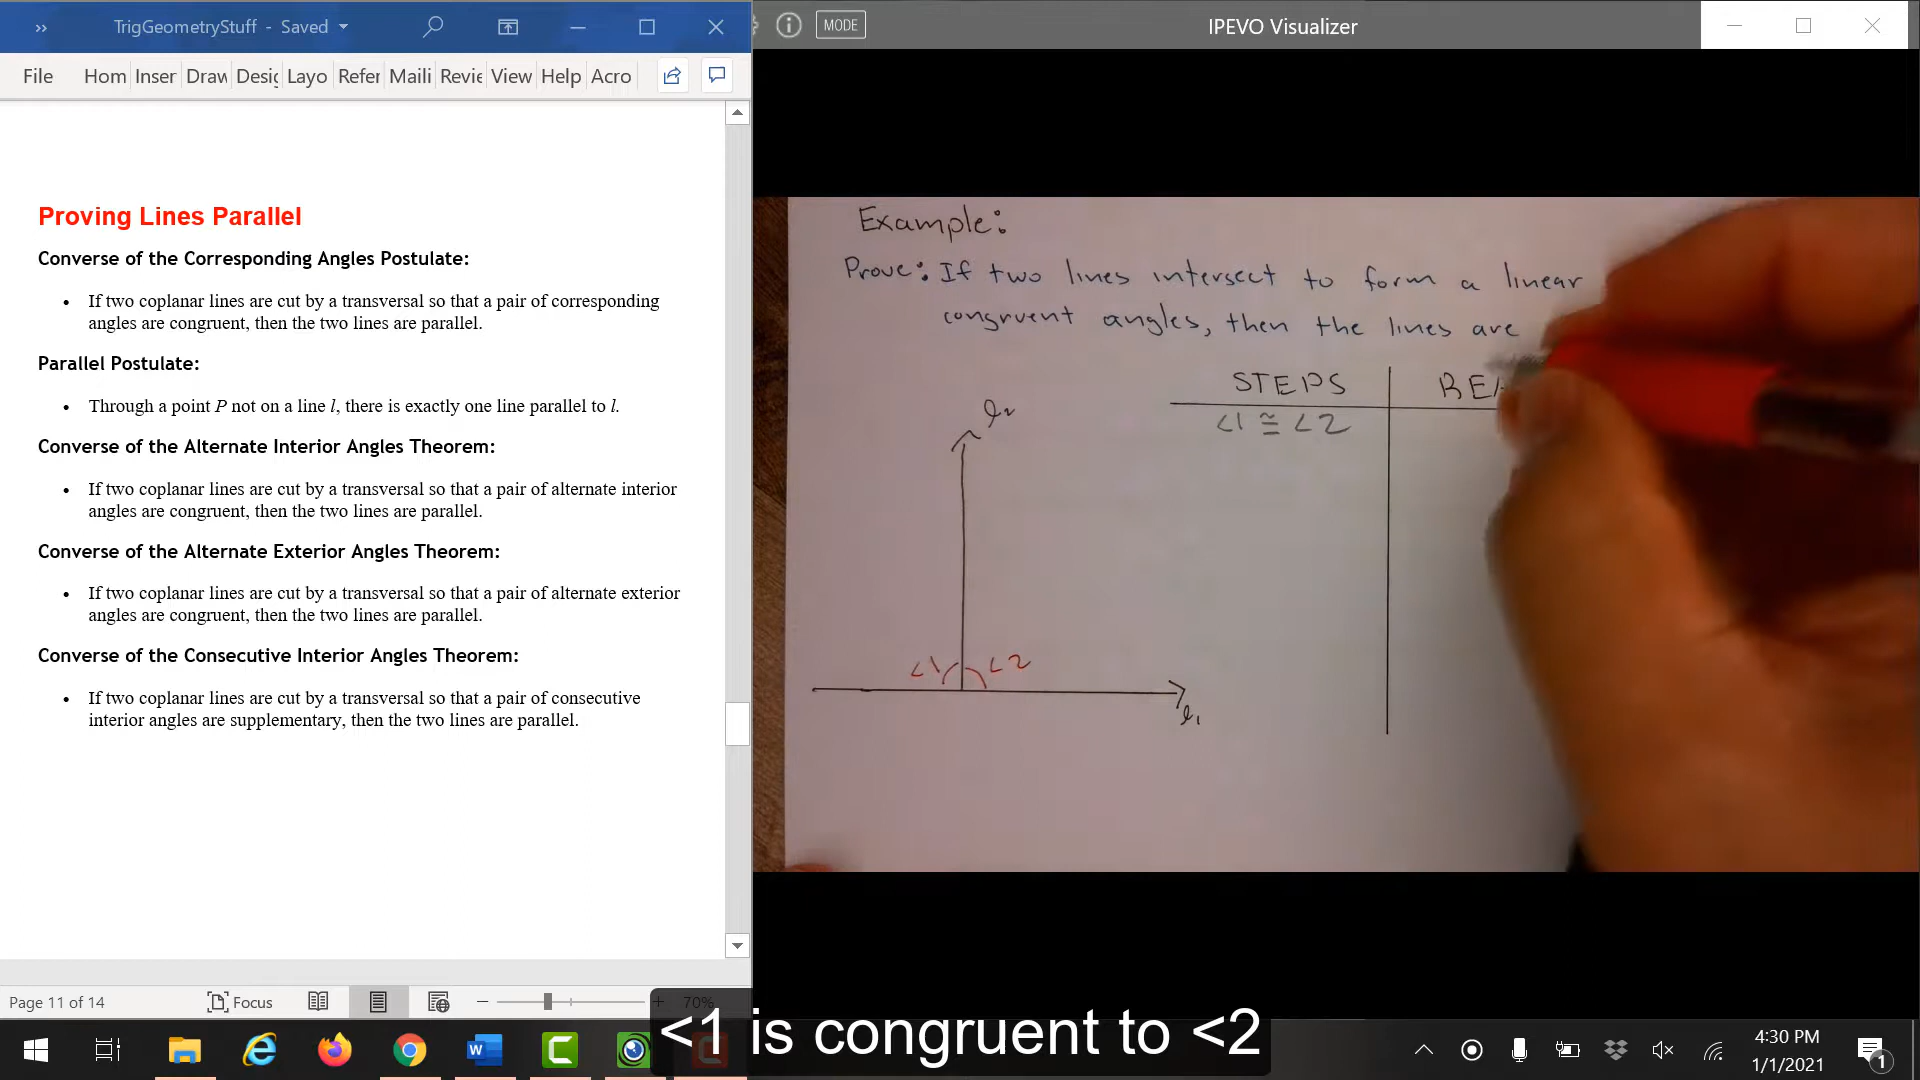 TrigGeometryStuff - Saved
MODE
IPEVO Visualizer
File Hom Inser Draw Desig Layo Refer Maili Revie View Help Acro
Proving Lines Parallel
Converse of the Corresponding Angles Postulate:
• If two coplanar lines are cut by a transversal so that a pair of corresponding
angles are congruent, then the two lines are parallel.
Parallel Postulate:
• Through a point P not on a line l, there is exactly one line parallel to l.
Converse of the Alternate Interior Angles Theorem:
• If two coplanar lines are cut by a transversal so that a pair of alternate interior
angles are congruent, then the two lines are parallel.
Converse of the Alternate Exterior Angles Theorem:
• If two coplanar lines are cut by a transversal so that a pair of alternate exterior
angles are congruent, then the two lines are parallel.
Converse of the Consecutive Interior Angles Theorem:
• If two coplanar lines are cut by a transversal so that a pair of consecutive
interior angles are supplementary, then the two lines are parallel.
Example:
Prove: If two lines intersect to form a linear
congruent angles, then the lines are
STEPS
<1 ≅ <2
l2
<1 <2
l1
Page 11 of 14
Focus
70%
<1 is congruent to <2
4:30 PM
1/1/2021
1